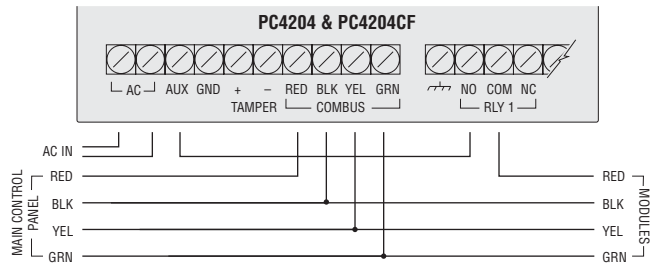 PC4204 & PC4204CF
AC AUX GND + – RED BLK YEL GRN NO COM NC
TAMPER COMBUS RLY 1
AC IN
MAIN CONTROL
PANEL
RED
BLK
YEL
GRN
RED
BLK
YEL
GRN
MODULES